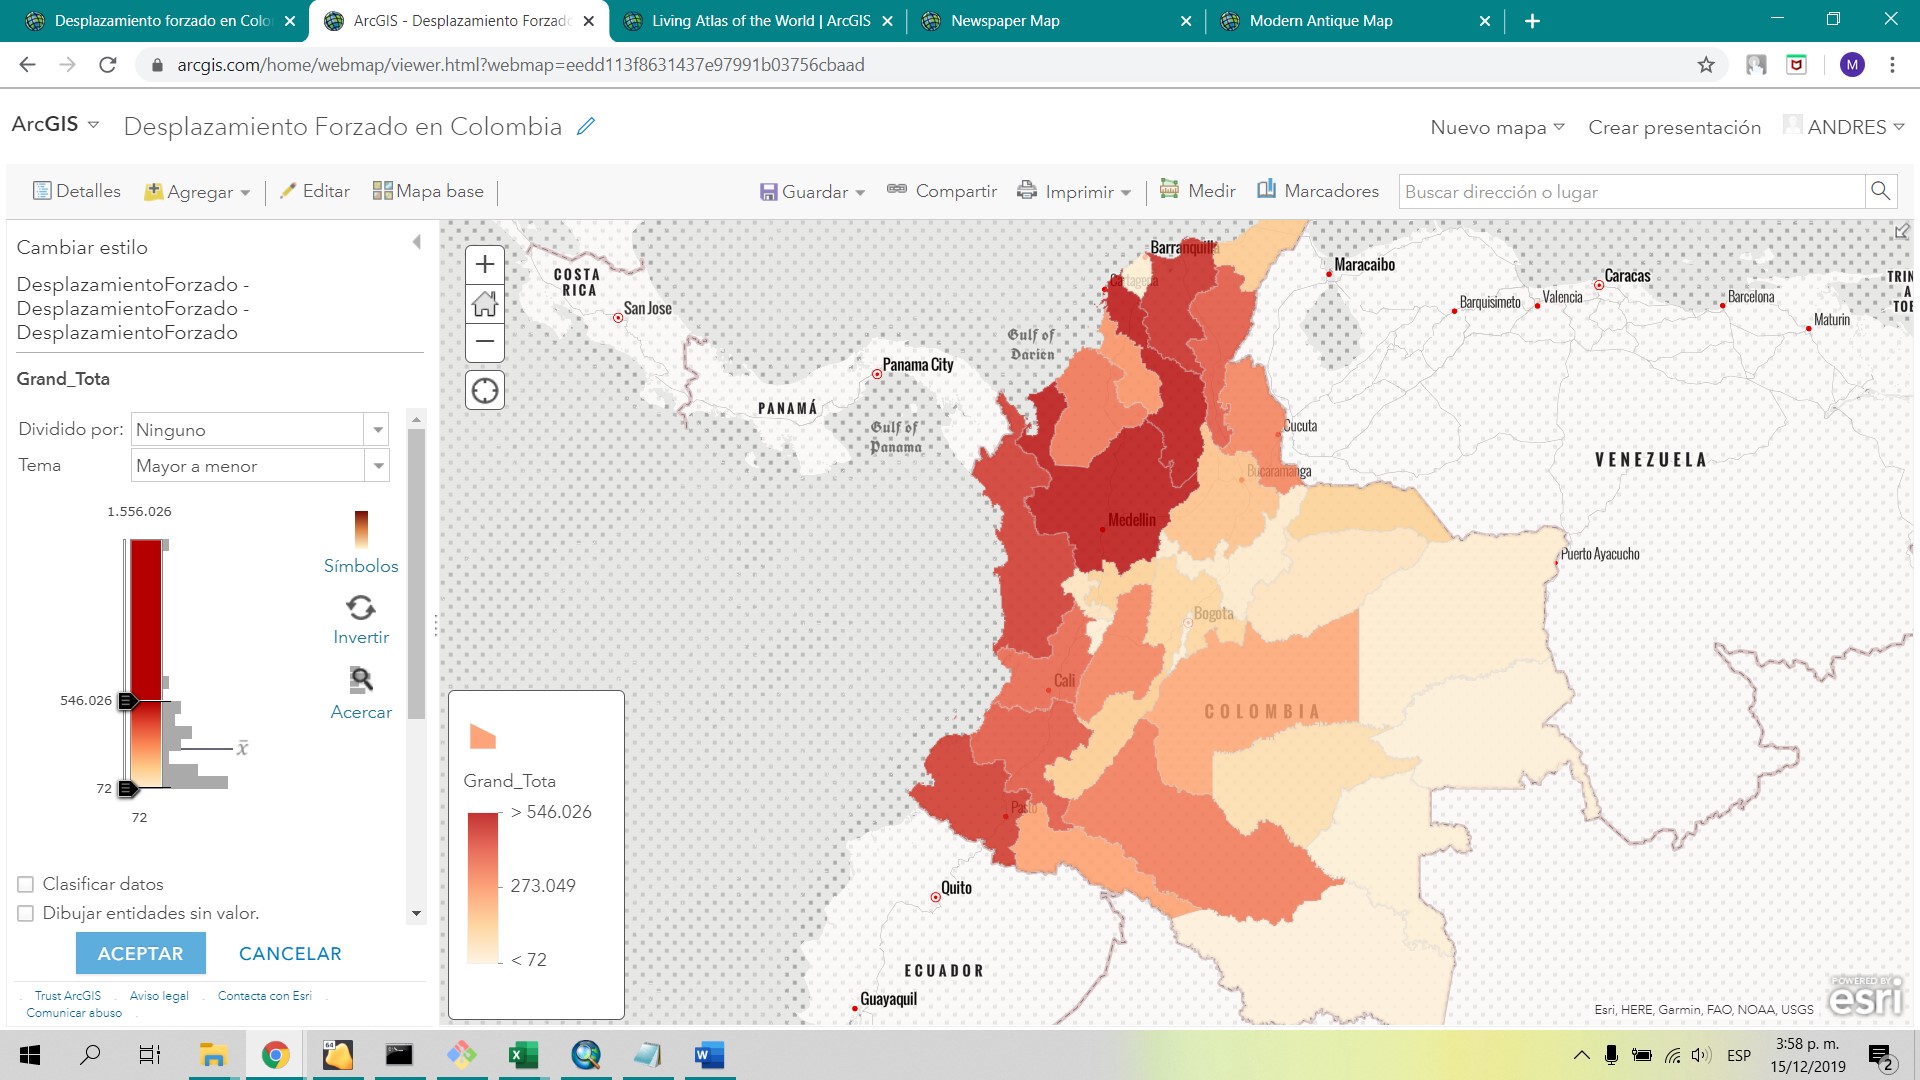 Desplazamiento forzado en Colo
ArcGIS - Desplazamiento Forzado
Living Atlas of the World | ArcGIS
Newspaper Map
Modern Antique Map
arcgis.com/home/webmap/viewer.html?webmap=eedd113f8631437e97991b03756cbaad
M
ArcGIS
Desplazamiento Forzado en Colombia
Nuevo mapa
Crear presentación
ANDRES
Detalles
Agregar
Editar
Mapa base
Guardar
Compartir
Imprimir
Medir
Marcadores
Buscar dirección o lugar
Cambiar estilo
DesplazamientoForzado -
DesplazamientoForzado -
DesplazamientoForzado
Grand_Tota
Dividido por: Ninguno
Tema Mayor a menor
1.556.026
Símbolos
Invertir
546.026
Acercar
x̄
72
72
Clasificar datos
Dibujar entidades sin valor.
ACEPTAR
CANCELAR
Trust ArcGIS
Aviso legal
Contacta con Esri
Comunicar abuso
Grand_Tota
> 546.026
273.049
< 72
COSTA
RICA
San Jose
Barranquilla
Cartagena
Maracaibo
Caracas
Barquisimeto
Valencia
Barcelona
Maturin
TRIN
A
TOB
Gulf of
Darien
Panama City
PANAMÁ
Gulf of
Panama
Cucuta
Bucaramanga
VENEZUELA
Medellin
Puerto Ayacucho
Bogota
Cali
COLOMBIA
Pasto
Quito
ECUADOR
Guayaquil
Esri, HERE, Garmin, FAO, NOAA, USGS
POWERED BY
esri
64
ESP
3:58 p. m.
15/12/2019
2